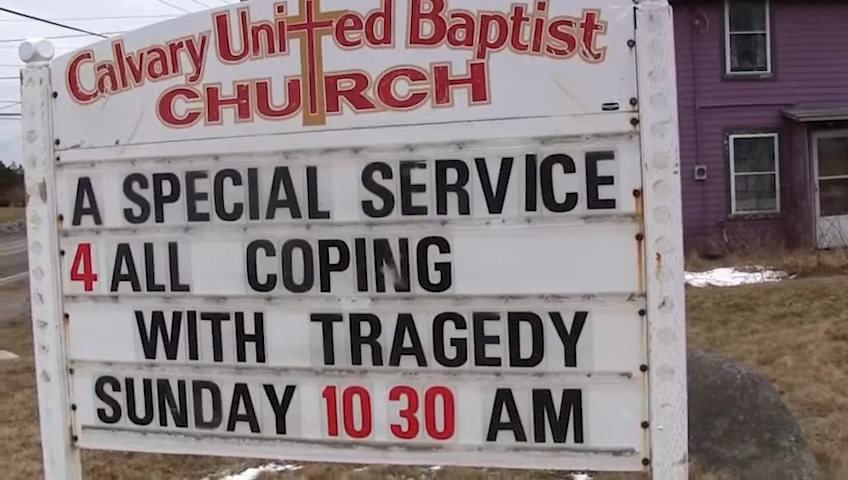 Calvary United Baptist
CHURCH
A SPECIAL SERVICE
4 ALL COPING
WITH TRAGEDY
SUNDAY 10 30 AM